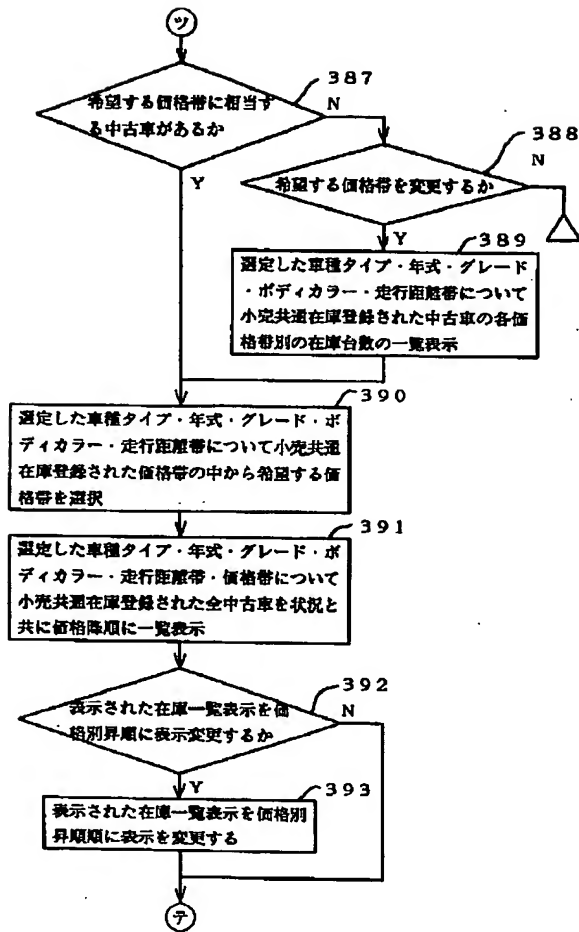 ツ
387
希望する価格帯に相当す
る中古車があるか
N
Y
388
希望する価格帯を変更するか
N
Y
389
選定した車種タイプ・年式・グレード
・ボディカラー・走行距離帯について
小売共通在庫登録された中古車の各価
格帯別の在庫台数の一覧表示
390
選定した車種タイプ・年式・グレード・ボ
ディカラー・走行距離帯について小売共通
在庫登録された価格帯の中から希望する価
格帯を選択
391
選定した車種タイプ・年式・グレード・ボ
ディカラー・走行距離帯・価格帯について
小売共通在庫登録された全中古車を状況と
共に価格降順に一覧表示
392
表示された在庫一覧表示を価
格別昇順に表示変更するか
N
Y
393
表示された在庫一覧表示を価格別
昇順順に表示を変更する
テ